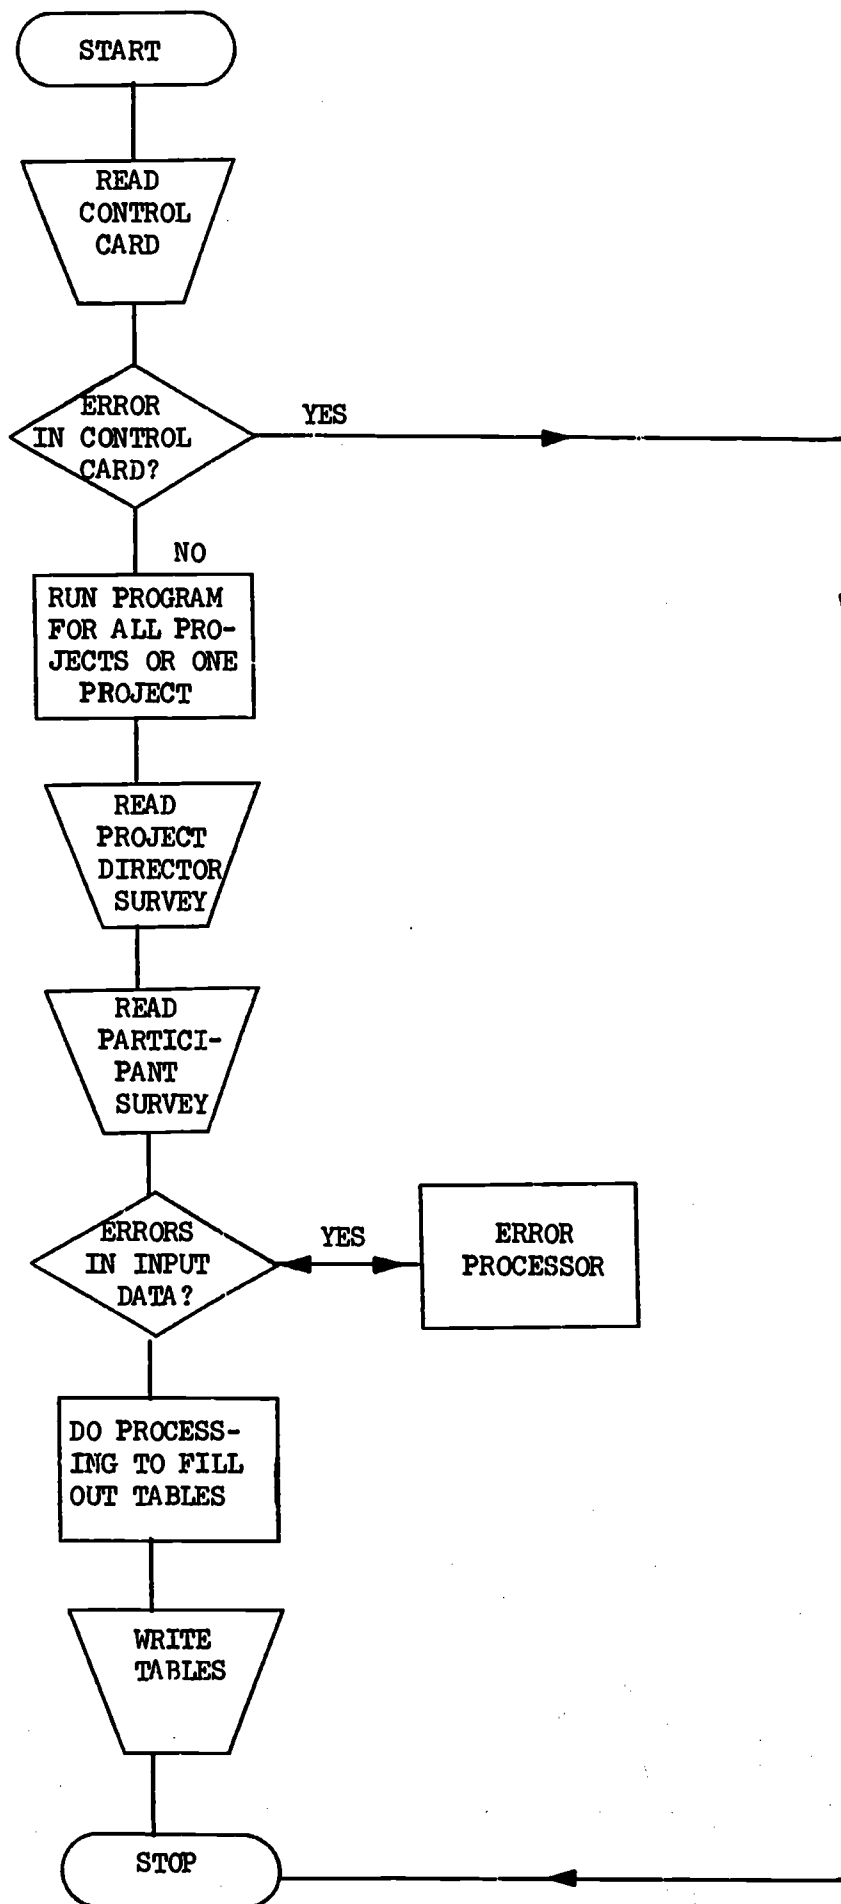 START
READ
CONTROL
CARD
ERROR
IN CONTROL
CARD?
YES
NO
RUN PROGRAM
FOR ALL PRO-
JECTS OR ONE
PROJECT
READ
PROJECT
DIRECTOR
SURVEY
READ
PARTICI-
PANT
SURVEY
ERRORS
IN INPUT
DATA?
YES
ERROR
PROCESSOR
DO PROCESS-
ING TO FILL
OUT TABLES
WRITE
TABLES
STOP